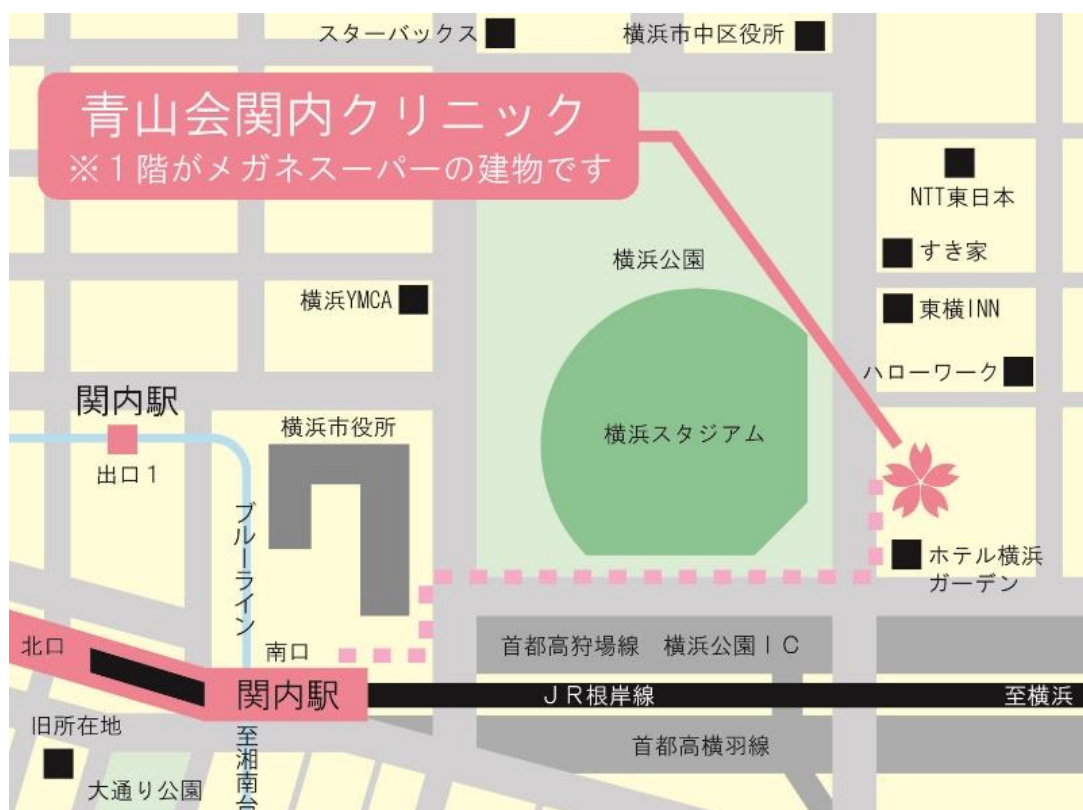 スターバックス
横浜市中区役所
青山会関内クリニック
※１階がメガネスーパーの建物です
NTT東日本
すき家
横浜公園
横浜YMCA
東横INN
ハローワーク
関内駅
横浜市役所
横浜スタジアム
出口１
ブルーライン
ホテル横浜
ガーデン
北口
南口
首都高狩場線　横浜公園ＩＣ
関内駅
ＪＲ根岸線
至横浜
旧所在地
至湘南台
首都高横羽線
大通り公園